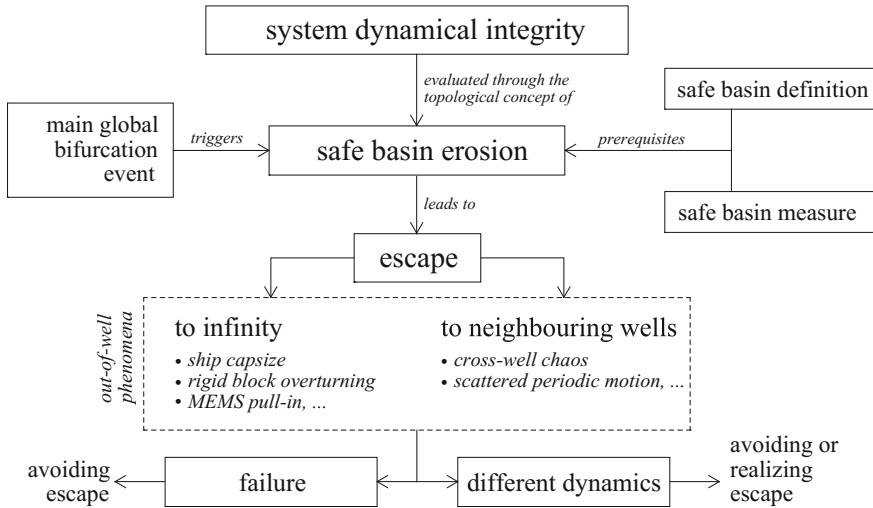 system dynamical integrity
evaluated through the
topological concept of
safe basin definition
main global
bifurcation
event
triggers
safe basin erosion
prerequisites
safe basin measure
leads to
escape
out-of-well
phenomena
to infinity
• ship capsize
• rigid block overturning
• MEMS pull-in, ...
to neighbouring wells
• cross-well chaos
• scattered periodic motion, ...
avoiding
escape
failure
different dynamics
avoiding or
realizing
escape